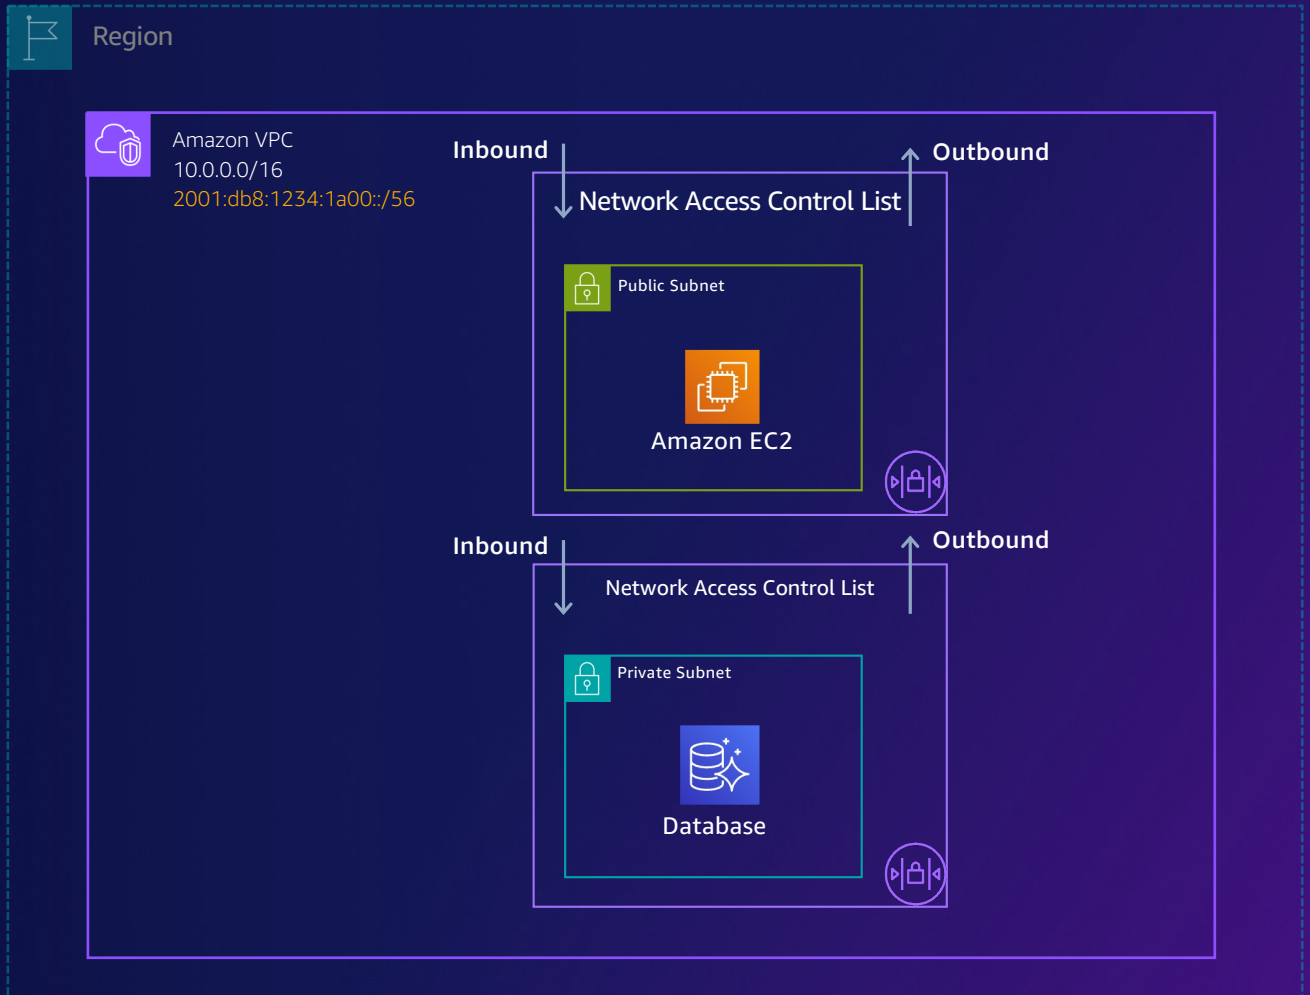 Region
Amazon VPC
10.0.0.0/16
2001:db8:1234:1a00::/56
Inbound
Outbound
Network Access Control List
Public Subnet
Amazon EC2
Inbound
Outbound
Network Access Control List
Private Subnet
Database